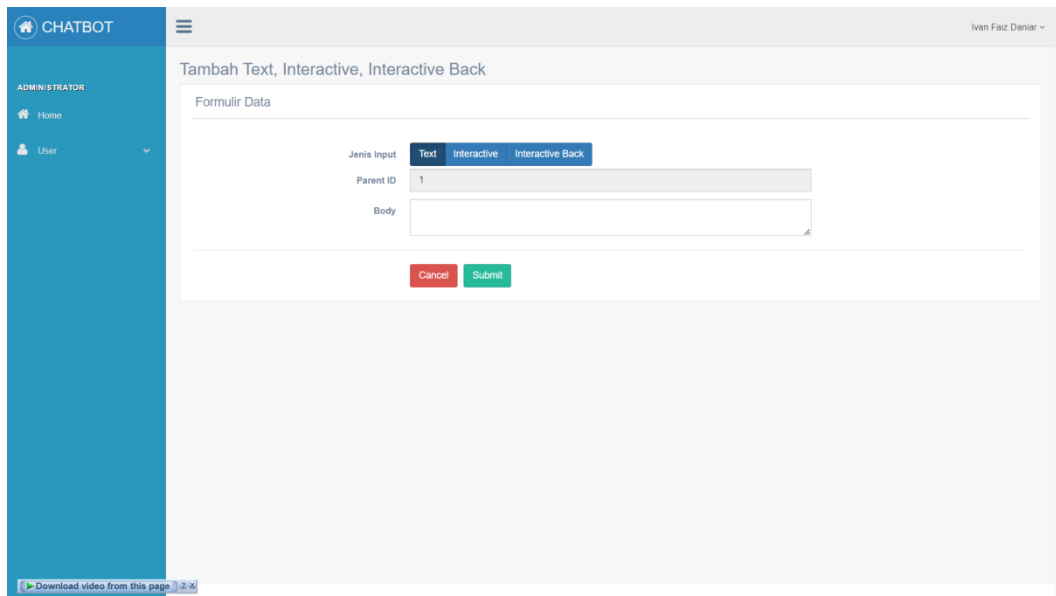 CHATBOT
Ivan Faiz Daniar
Tambah Text, Interactive, Interactive Back
ADMINISTRATOR
Home
User
Formulir Data
Jenis Input Text Interactive Interactive Back
Parent ID 1
Body
Cancel Submit
Download video from this page ? x